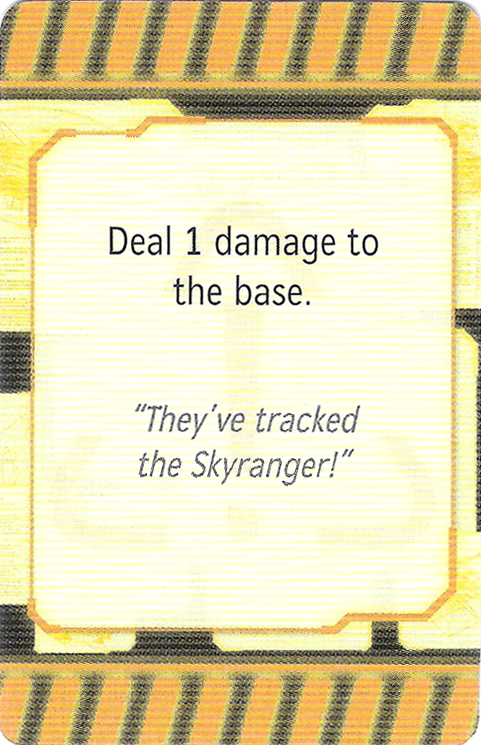 Deal 1 damage to
the base.
“They’ve tracked
the Skyranger!”